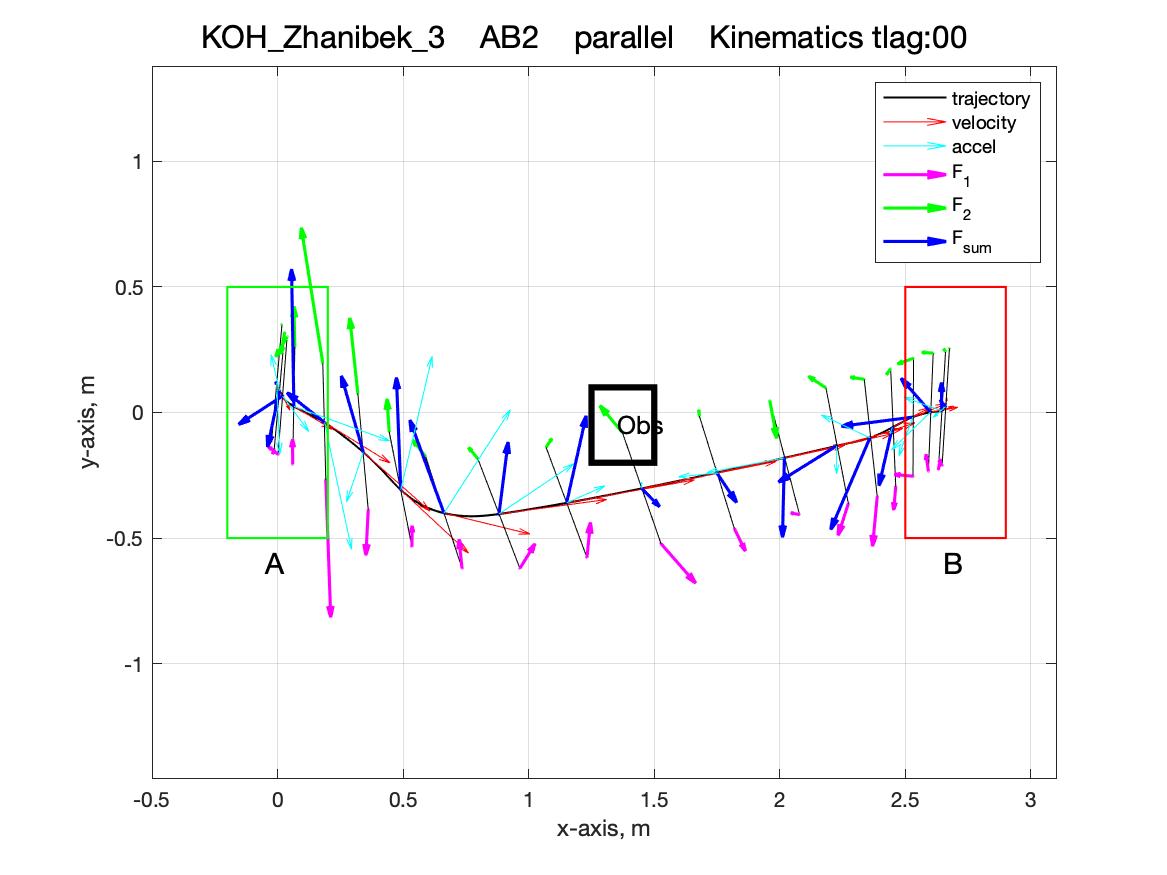 KOH_Zhanibek_3 AB2 parallel Kinematics tlag:00
trajectory
velocity
accel
F1
F2
Fsum
1
0.5
0
-0.5
-1
y-axis, m
Obs
A
B
-0.5 0 0.5 1 1.5 2 2.5 3
x-axis, m